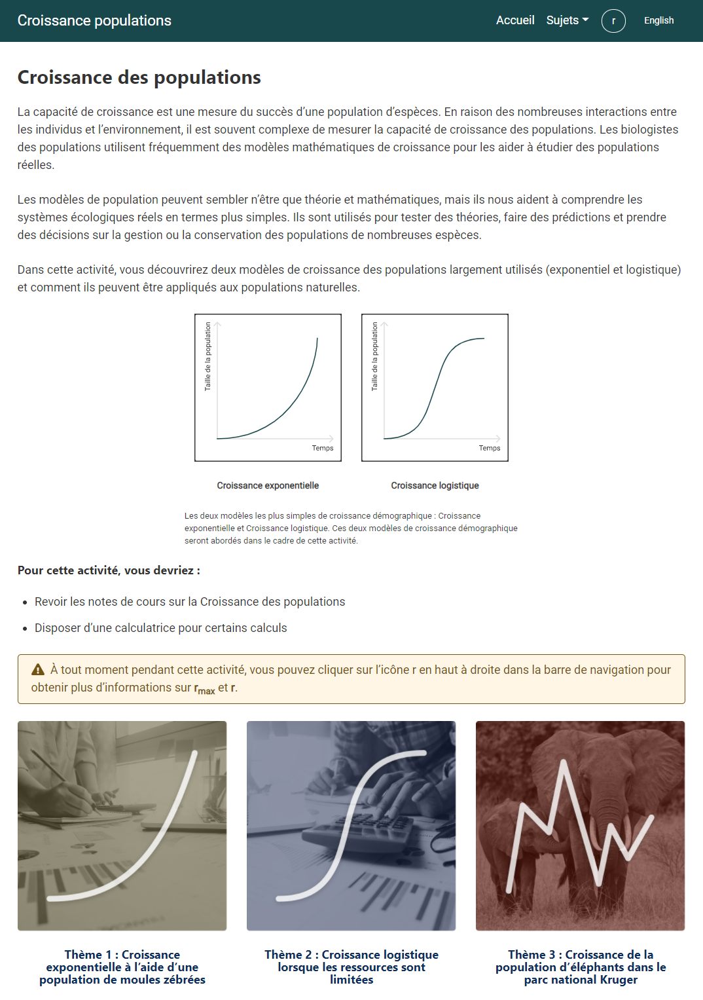 Croissance populations
Accueil Sujets r English
Croissance des populations
La capacité de croissance est une mesure du succès d’une population d’espèces. En raison des nombreuses interactions entre
les individus et l’environnement, il est souvent complexe de mesurer la capacité de croissance des populations. Les biologistes
des populations utilisent fréquemment des modèles mathématiques de croissance pour les aider à étudier des populations
réelles.
Les modèles de population peuvent sembler n’être que théorie et mathématiques, mais ils nous aident à comprendre les
systèmes écologiques réels en termes plus simples. Ils sont utilisés pour tester des théories, faire des prédictions et prendre
des décisions sur la gestion ou la conservation des populations de nombreuses espèces.
Dans cette activité, vous découvrirez deux modèles de croissance des populations largement utilisés (exponentiel et logistique)
et comment ils peuvent être appliqués aux populations naturelles.
Taille de la population
Temps
Croissance exponentielle
Taille de la population
Temps
Croissance logistique
Les deux modèles les plus simples de croissance démographique : Croissance
exponentielle et Croissance logistique. Ces deux modèles de croissance démographique
seront abordés dans le cadre de cette activité.
Pour cette activité, vous devriez :
• Revoir les notes de cours sur la Croissance des populations
• Disposer d’une calculatrice pour certains calculs
À tout moment pendant cette activité, vous pouvez cliquer sur l’icône r en haut à droite dans la barre de navigation pour
obtenir plus d’informations sur rmax et r.
Thème 1 : Croissance
exponentielle à l’aide d’une
population de moules zébrées
Thème 2 : Croissance logistique
lorsque les ressources sont
limitées
Thème 3 : Croissance de la
population d’éléphants dans le
parc national Kruger